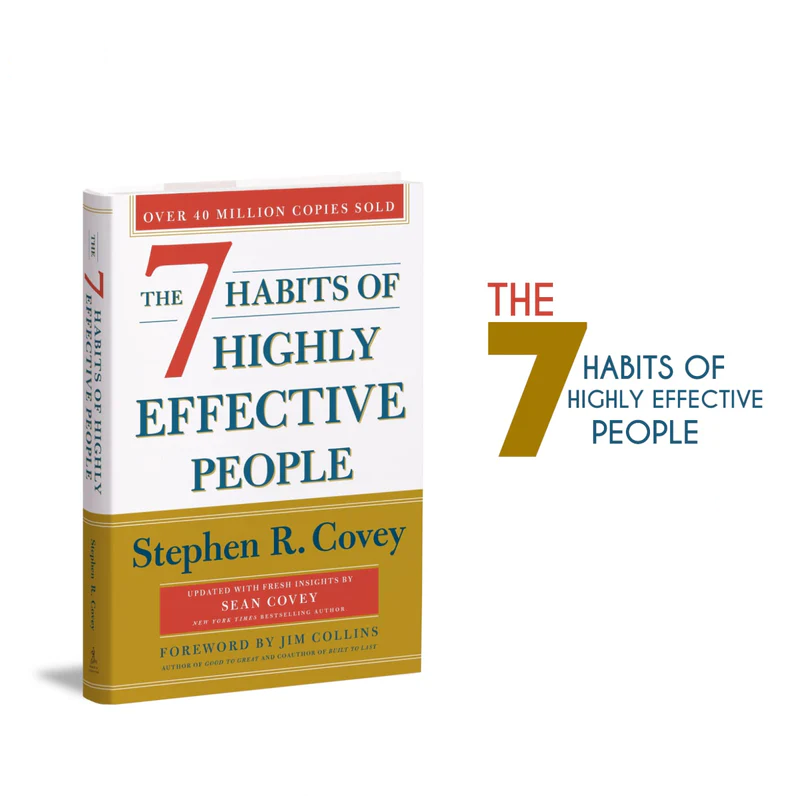 OVER 40 MILLION COPIES SOLD
THE 7 HABITS OF
HIGHLY
EFFECTIVE
PEOPLE
Stephen R. Covey
UPDATED WITH FRESH INSIGHTS BY
SEAN COVEY
NEW YORK TIMES BESTSELLING AUTHOR
FOREWORD BY JIM COLLINS
AUTHOR OF GOOD TO GREAT AND COAUTHOR OF BUILT TO LAST
THE 7 HABITS OF HIGHLY
EFFECTIVE PEOPLE
Stephen R. Covey
THE
7 HABITS OF
HIGHLY EFFECTIVE
PEOPLE